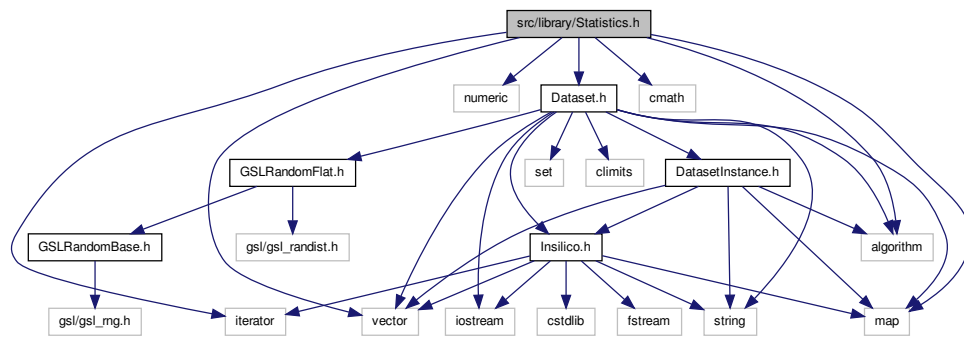 src/library/Statistics.h
numeric
Dataset.h
cmath
GSLRandomFlat.h
set
climits
DatasetInstance.h
GSLRandomBase.h
gsl/gsl_randist.h
Insilico.h
algorithm
gsl/gsl_rng.h
iterator
vector
iostream
cstdlib
fstream
string
map